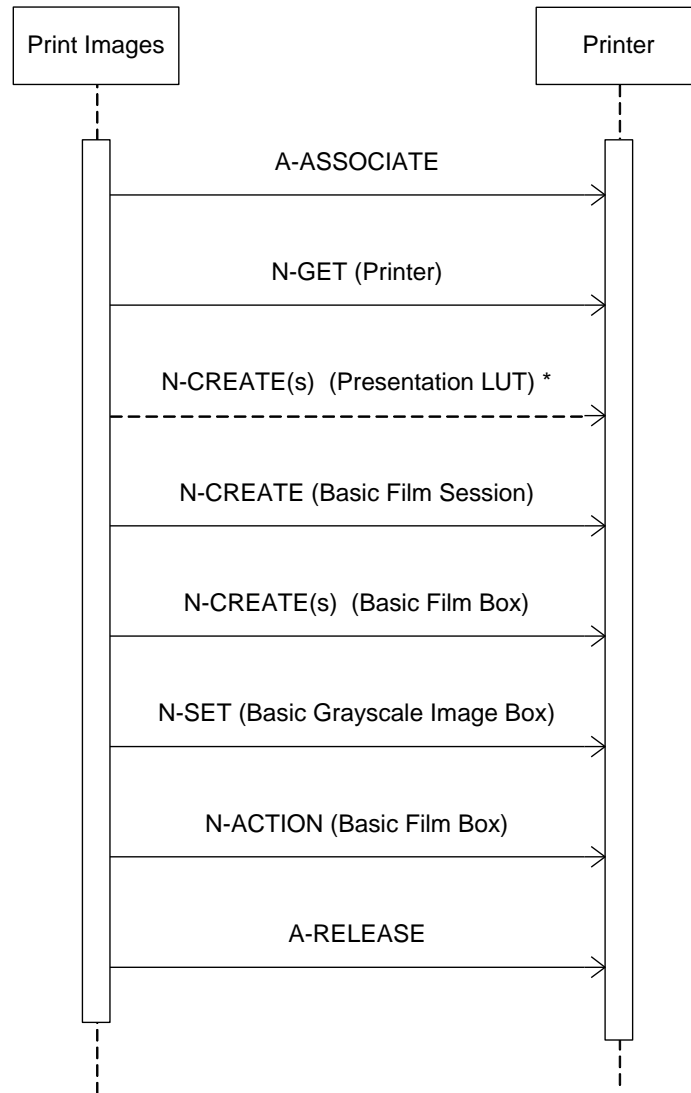 Print Images
Printer
A-ASSOCIATE
N-GET (Printer)
N-CREATE(s) (Presentation LUT) *
N-CREATE (Basic Film Session)
N-CREATE(s) (Basic Film Box)
N-SET (Basic Grayscale Image Box)
N-ACTION (Basic Film Box)
A-RELEASE